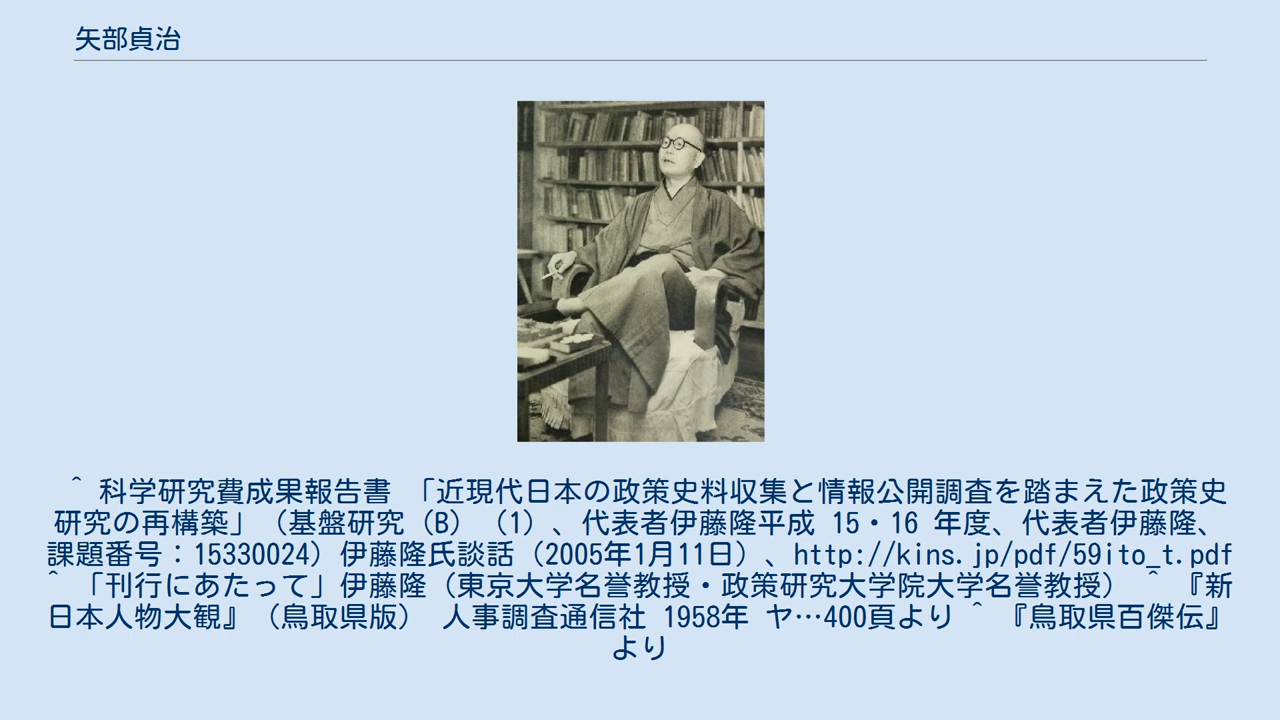 矢部貞治
^ 科学研究費成果報告書 「近現代日本の政策史料収集と情報公開調査を踏まえた政策史
研究の再構築」（基盤研究（B）（1）、代表者伊藤隆平成 15・16 年度、代表者伊藤隆、
課題番号：15330024）伊藤隆氏談話（2005年1月11日）、http://kins.jp/pdf/59ito_t.pdf
^ 「刊行にあたって」伊藤隆（東京大学名誉教授・政策研究大学院大学名誉教授） ^ 『新
日本人物大観』（鳥取県版） 人事調査通信社 1958年 ヤ…400頁より ^ 『鳥取県百傑伝』
より